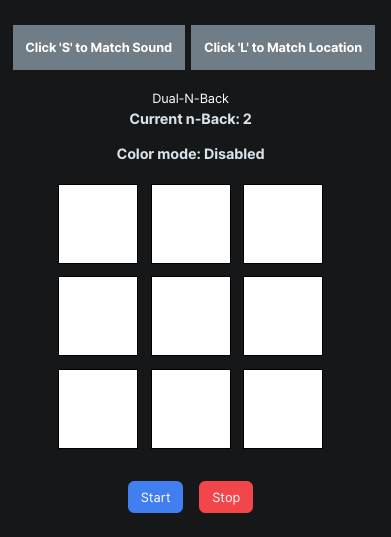 Click 'S' to Match Sound
Click 'L' to Match Location
Dual-N-Back
Current n-Back: 2
Color mode: Disabled
Start
Stop